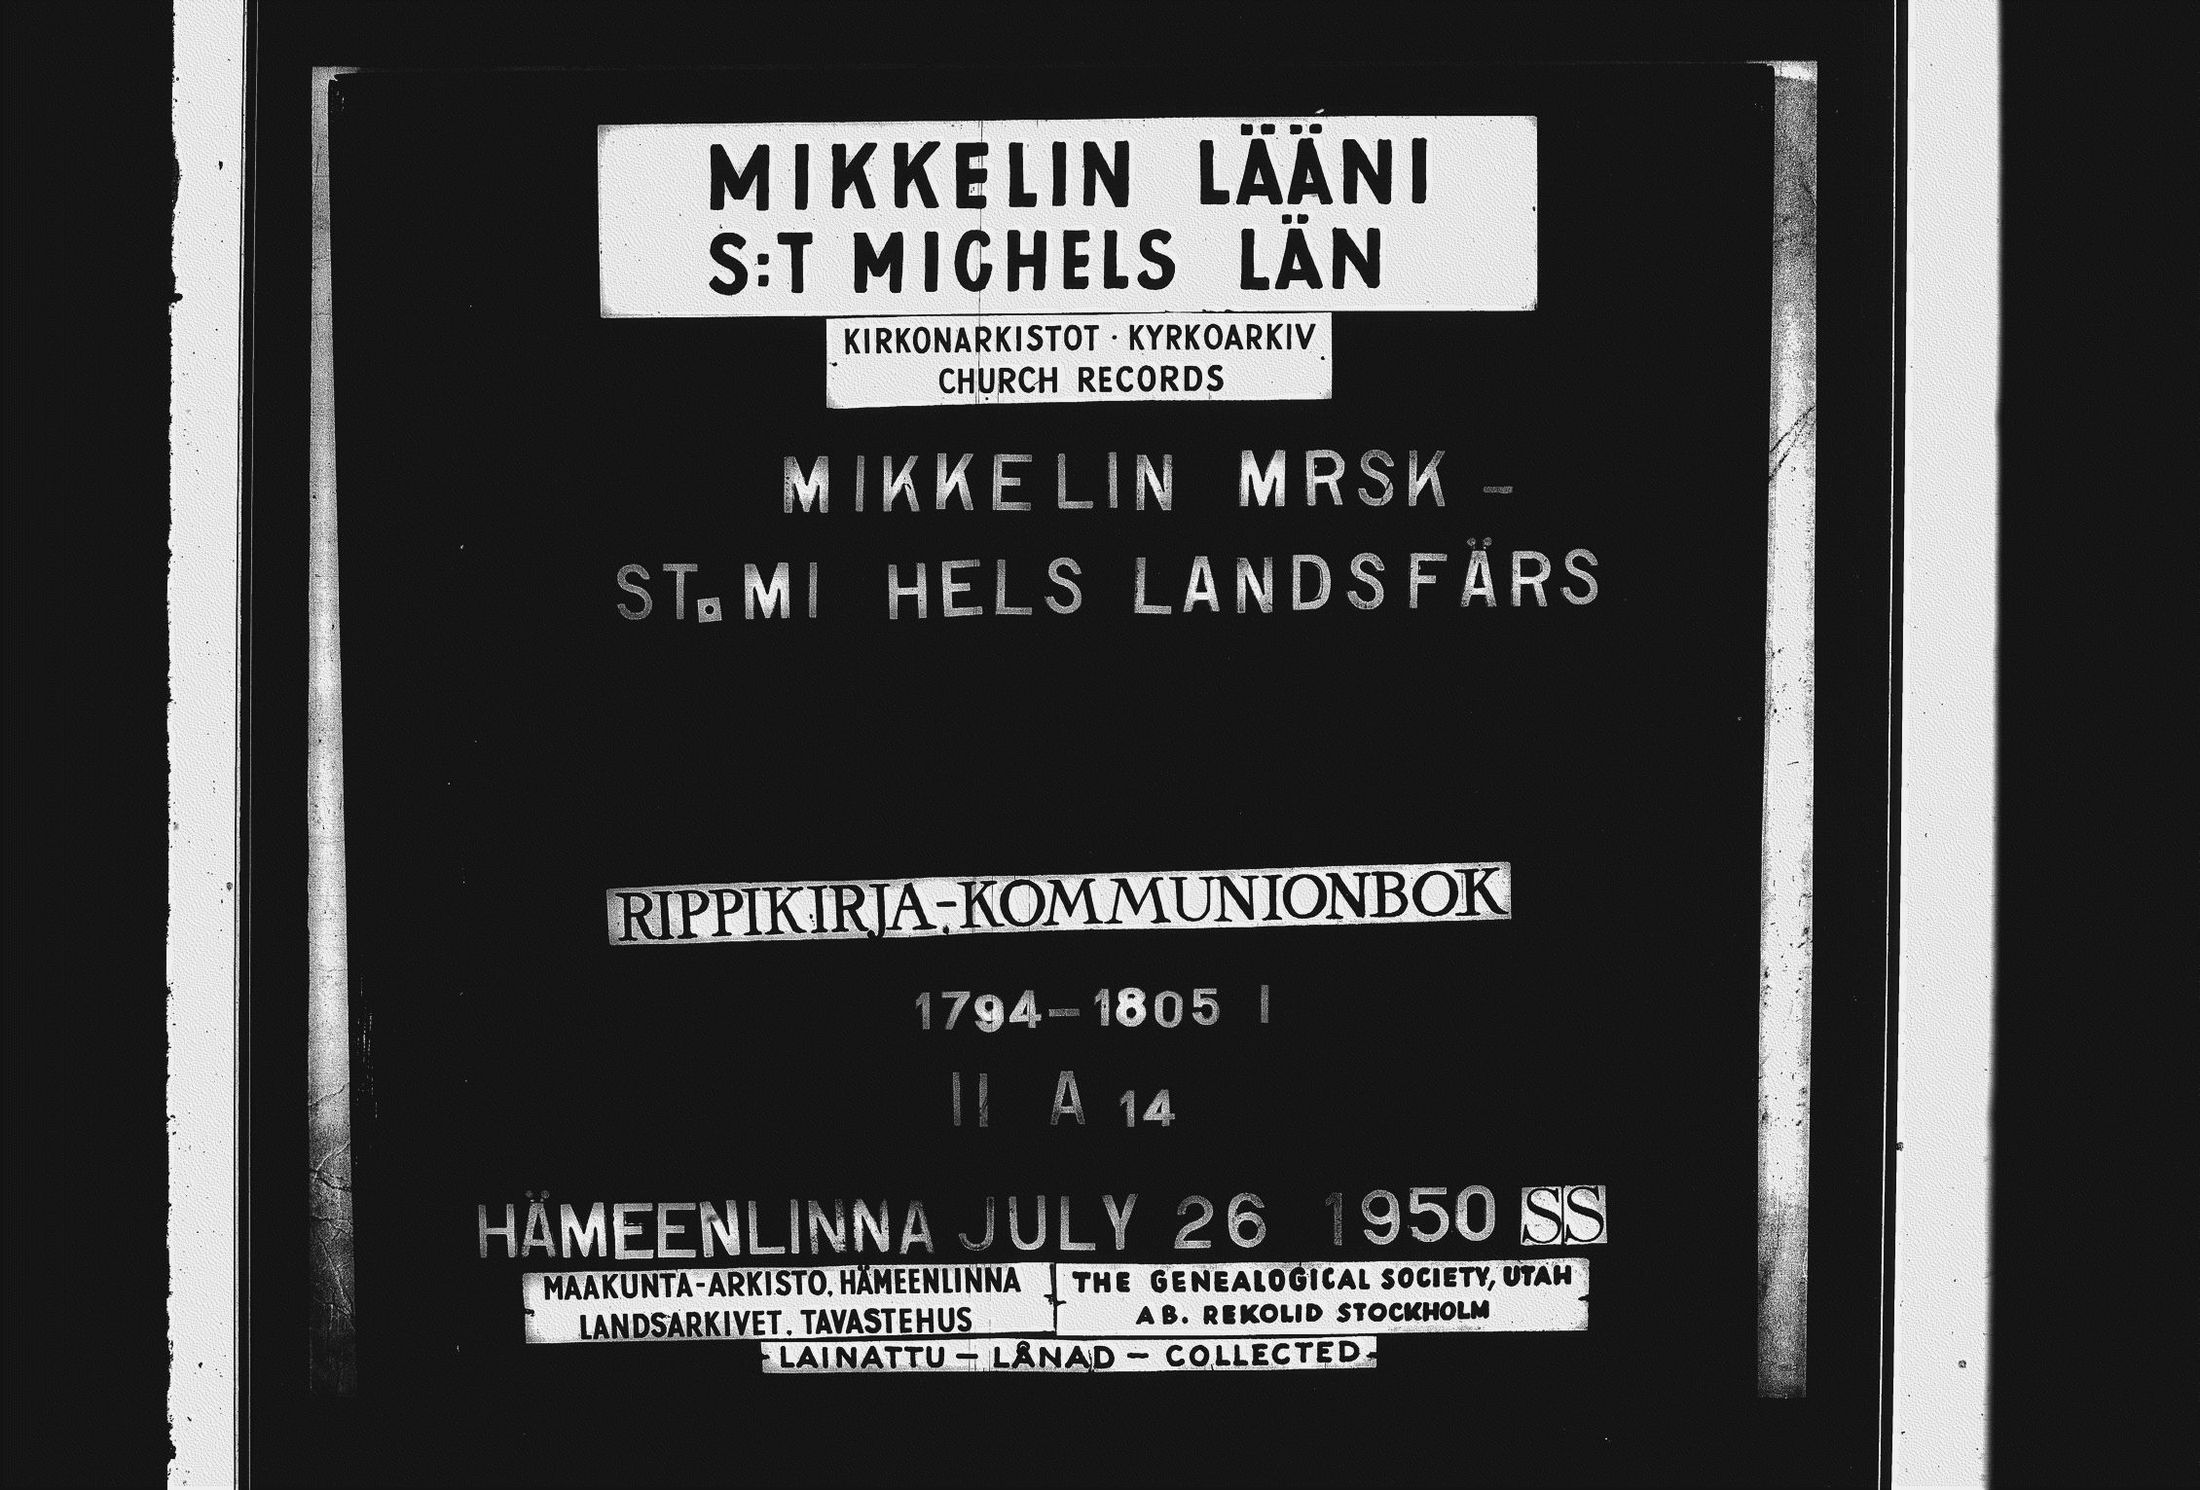 MIKKELIN LÄÄNI
S:T MICHELS LÄN
KIRKONARKISTOT · KYRKOARKIV
CHURCH RECORDS
MIKKELIN MRSK –
ST. MI HELS LANDSFÄRS
RIPPIKIRJA.-KOMMUNIONBOK
1794–1805 I
II A 14
HÄMEENLINNA JULY 26 1950 SS
MAAKUNTA-ARKISTO, HÄMEENLINNA
LANDSARKIVET, TAVASTEHUS
THE GENEALOGICAL SOCIETY, UTAH
AB. REKOLID STOCKHOLM
LAINATTU – LÅNAD – COLLECTED